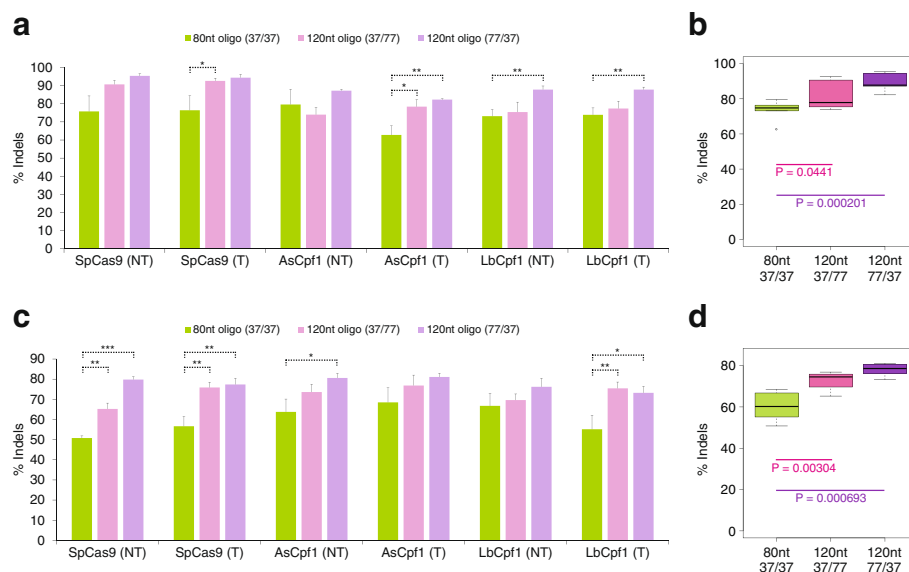 a
80nt oligo (37/37) 120nt oligo (37/77) 120nt oligo (77/37)
% Indels
100
90
80
70
60
50
40
30
20
10
0
* * ** ** ** **
SpCas9 (NT) SpCas9 (T) AsCpf1 (NT) AsCpf1 (T) LbCpf1 (NT) LbCpf1 (T)
b
% Indels
100
80
60
40
20
0
P = 0.0441
P = 0.000201
80nt 120nt 120nt
37/37 37/77 77/37
c
80nt oligo (37/37) 120nt oligo (37/77) 120nt oligo (77/37)
% Indels
90
80
70
60
50
40
30
20
10
0
*** ** * *
** ** **
SpCas9 (NT) SpCas9 (T) AsCpf1 (NT) AsCpf1 (T) LbCpf1 (NT) LbCpf1 (T)
d
% Indels
80
60
40
20
0
P = 0.00304
P = 0.000693
80nt 120nt 120nt
37/37 37/77 77/37